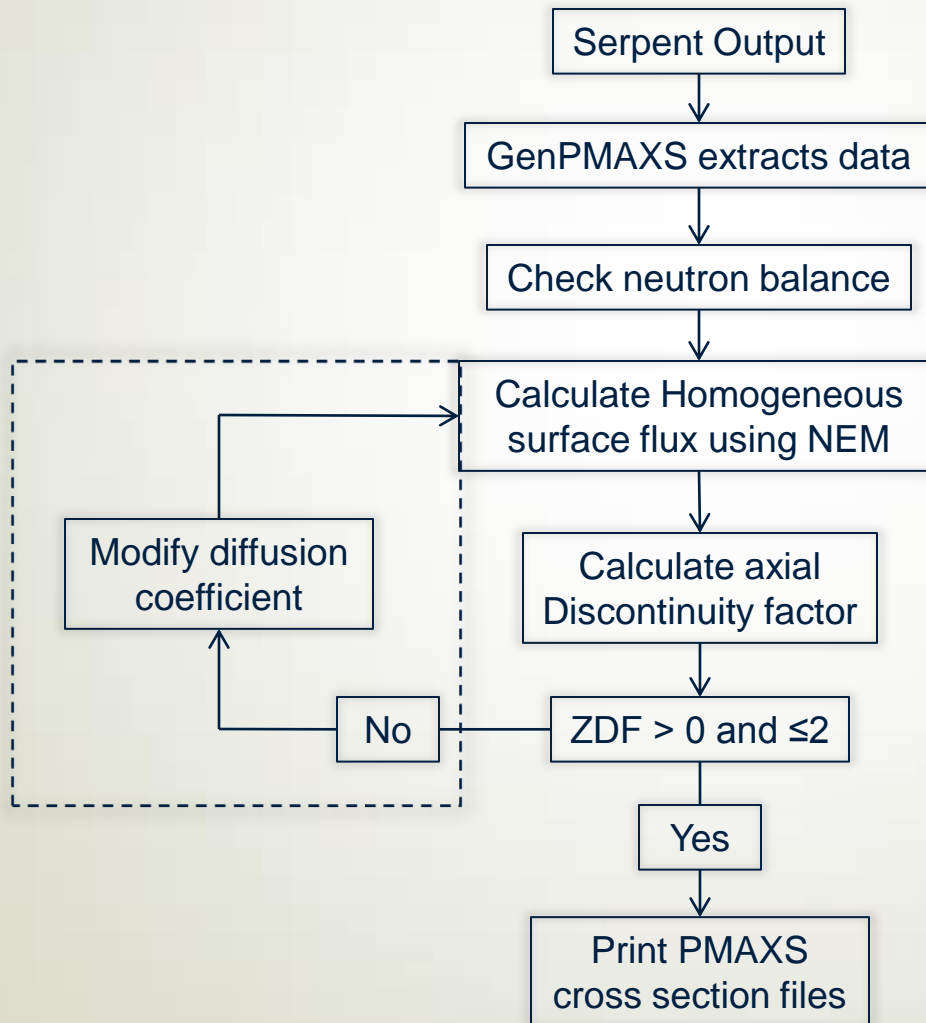 Serpent Output
GenPMAXS extracts data
Check neutron balance
Calculate Homogeneous
surface flux using NEM
Modify diffusion
coefficient
Calculate axial
Discontinuity factor
No
ZDF > 0 and ≤2
Yes
Print PMAXS
cross section files